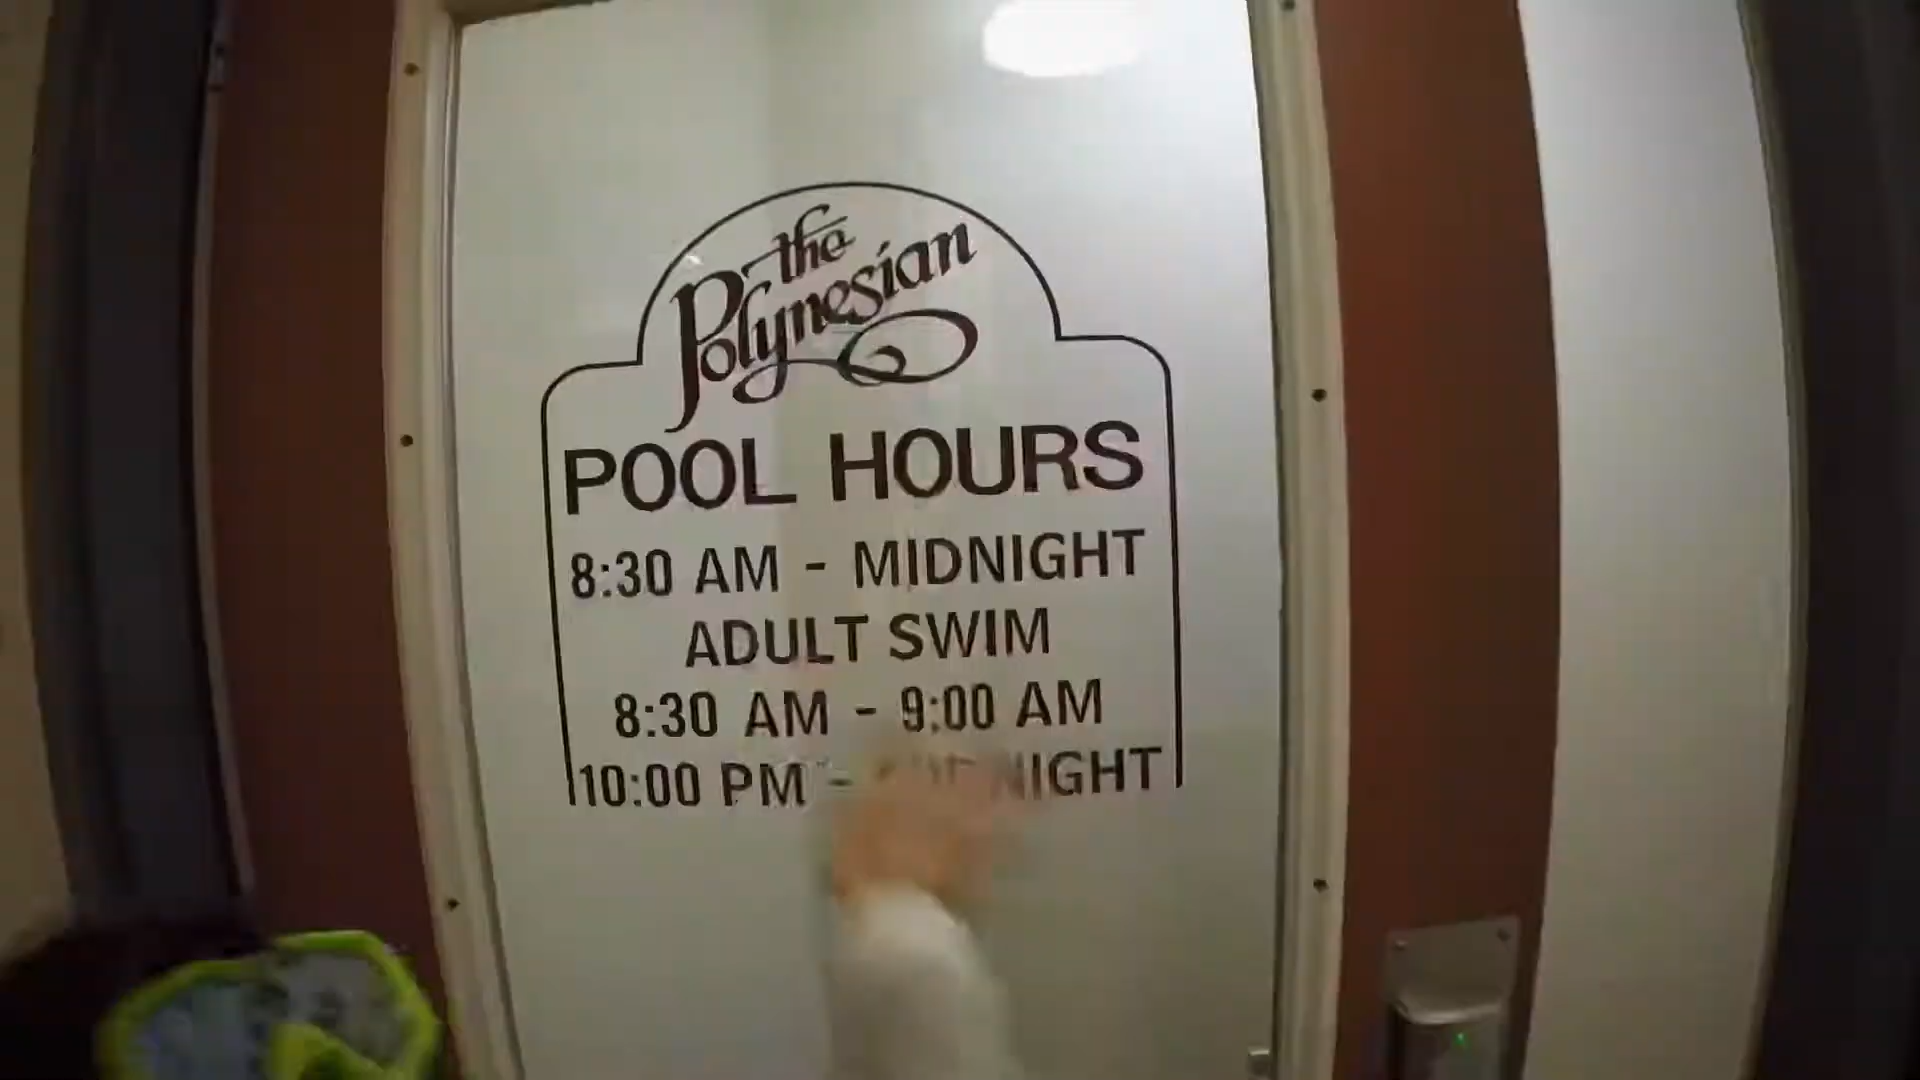 the
Polynesian
POOL HOURS
8:30 AM - MIDNIGHT
ADULT SWIM
8:30 AM - 9:00 AM
10:00 PM - MIDNIGHT